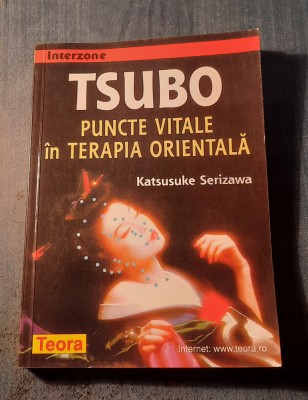 Interzone
TSUBO
PUNCTE VITALE
în TERAPIA ORIENTALĂ
Katsusuke Serizawa
Teora
Internet: www.teora.ro